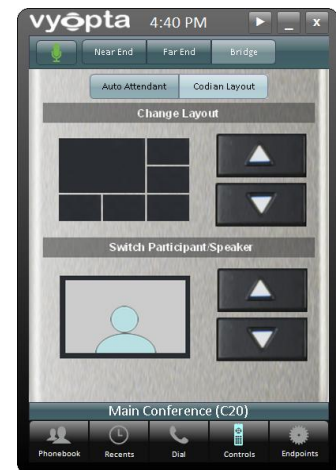 vyopta 4:40 PM X
Near End Far End Bridge
Auto Attendant Codian Layout
Change Layout
Switch Participant/Speaker
Main Conference (C20)
Phonebook Recents Dial Controls Endpoints